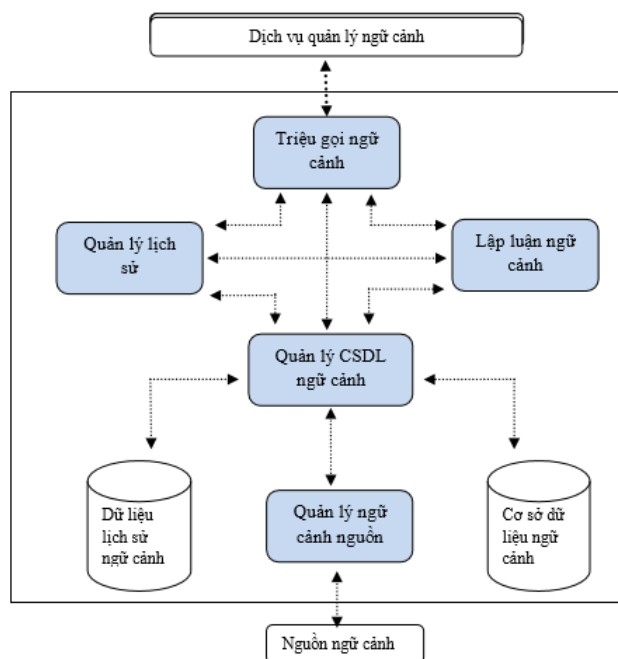 Dịch vụ quản lý ngữ cảnh
Triệu gọi ngữ
cảnh
Quản lý lịch
sử
Lập luận ngữ
cảnh
Quản lý CSDL
ngữ cảnh
Dữ liệu
lịch sử
ngữ cảnh
Quản lý ngữ
cảnh nguồn
Cơ sở dữ
liệu ngữ
cảnh
Nguồn ngữ cảnh